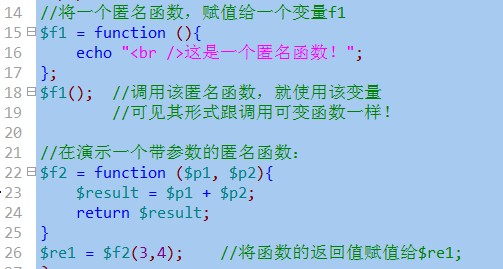 14 //将一个匿名函数，赋值给一个变量f1
15 $f1 = function (){
16 echo "<br />这是一个匿名函数！";
17 };
18 $f1(); //调用该匿名函数，就使用该变量
19 //可见其形式跟调用可变函数一样！
20
21 //在演示一个带参数的匿名函数：
22 $f2 = function ($p1, $p2){
23 $result = $p1 + $p2;
24 return $result;
25 }
26 $re1 = $f2(3,4); //将函数的返回值赋值给$re1;